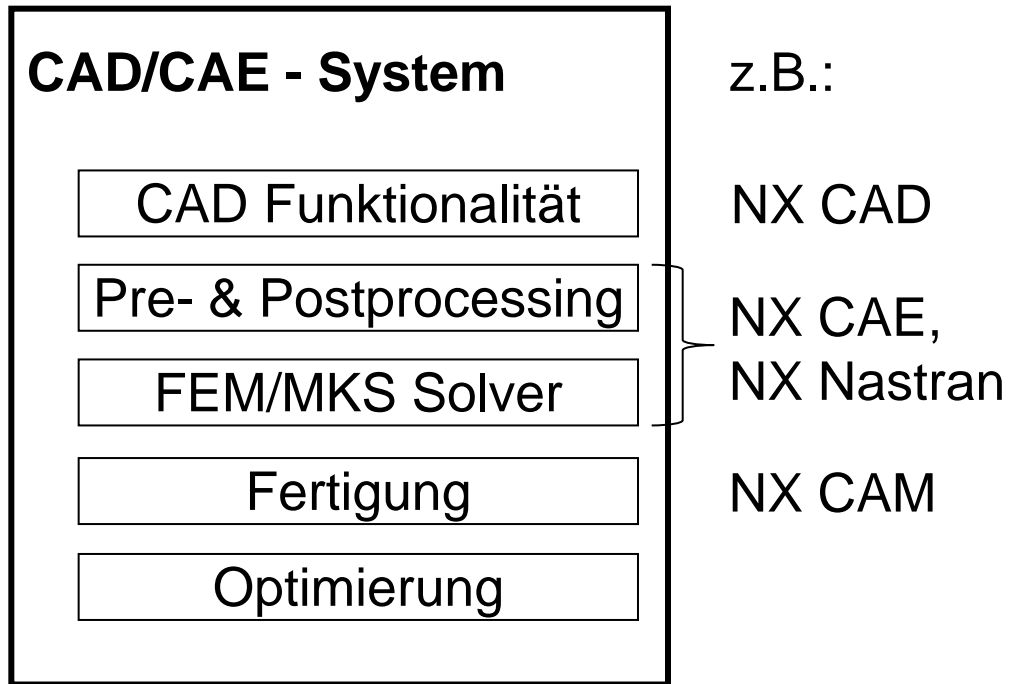 CAD/CAE - System
z.B.:
CAD Funktionalität
NX CAD
Pre- & Postprocessing
NX CAE,
FEM/MKS Solver
NX Nastran
Fertigung
NX CAM
Optimierung